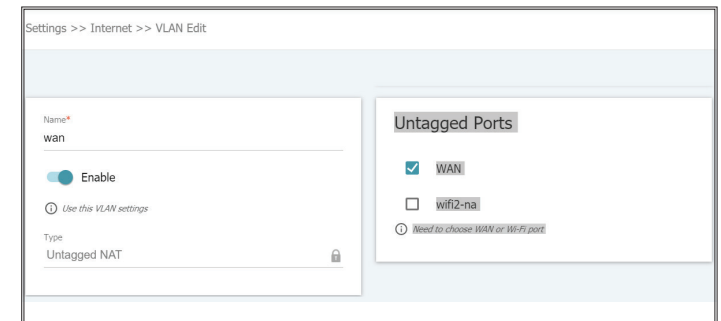 Settings >> Internet >> VLAN Edit
Name*
wan
Enable
Use this VLAN settings
Type
Untagged NAT
Untagged Ports
WAN
wifi2-na
Need to choose WAN or Wi-Fi port